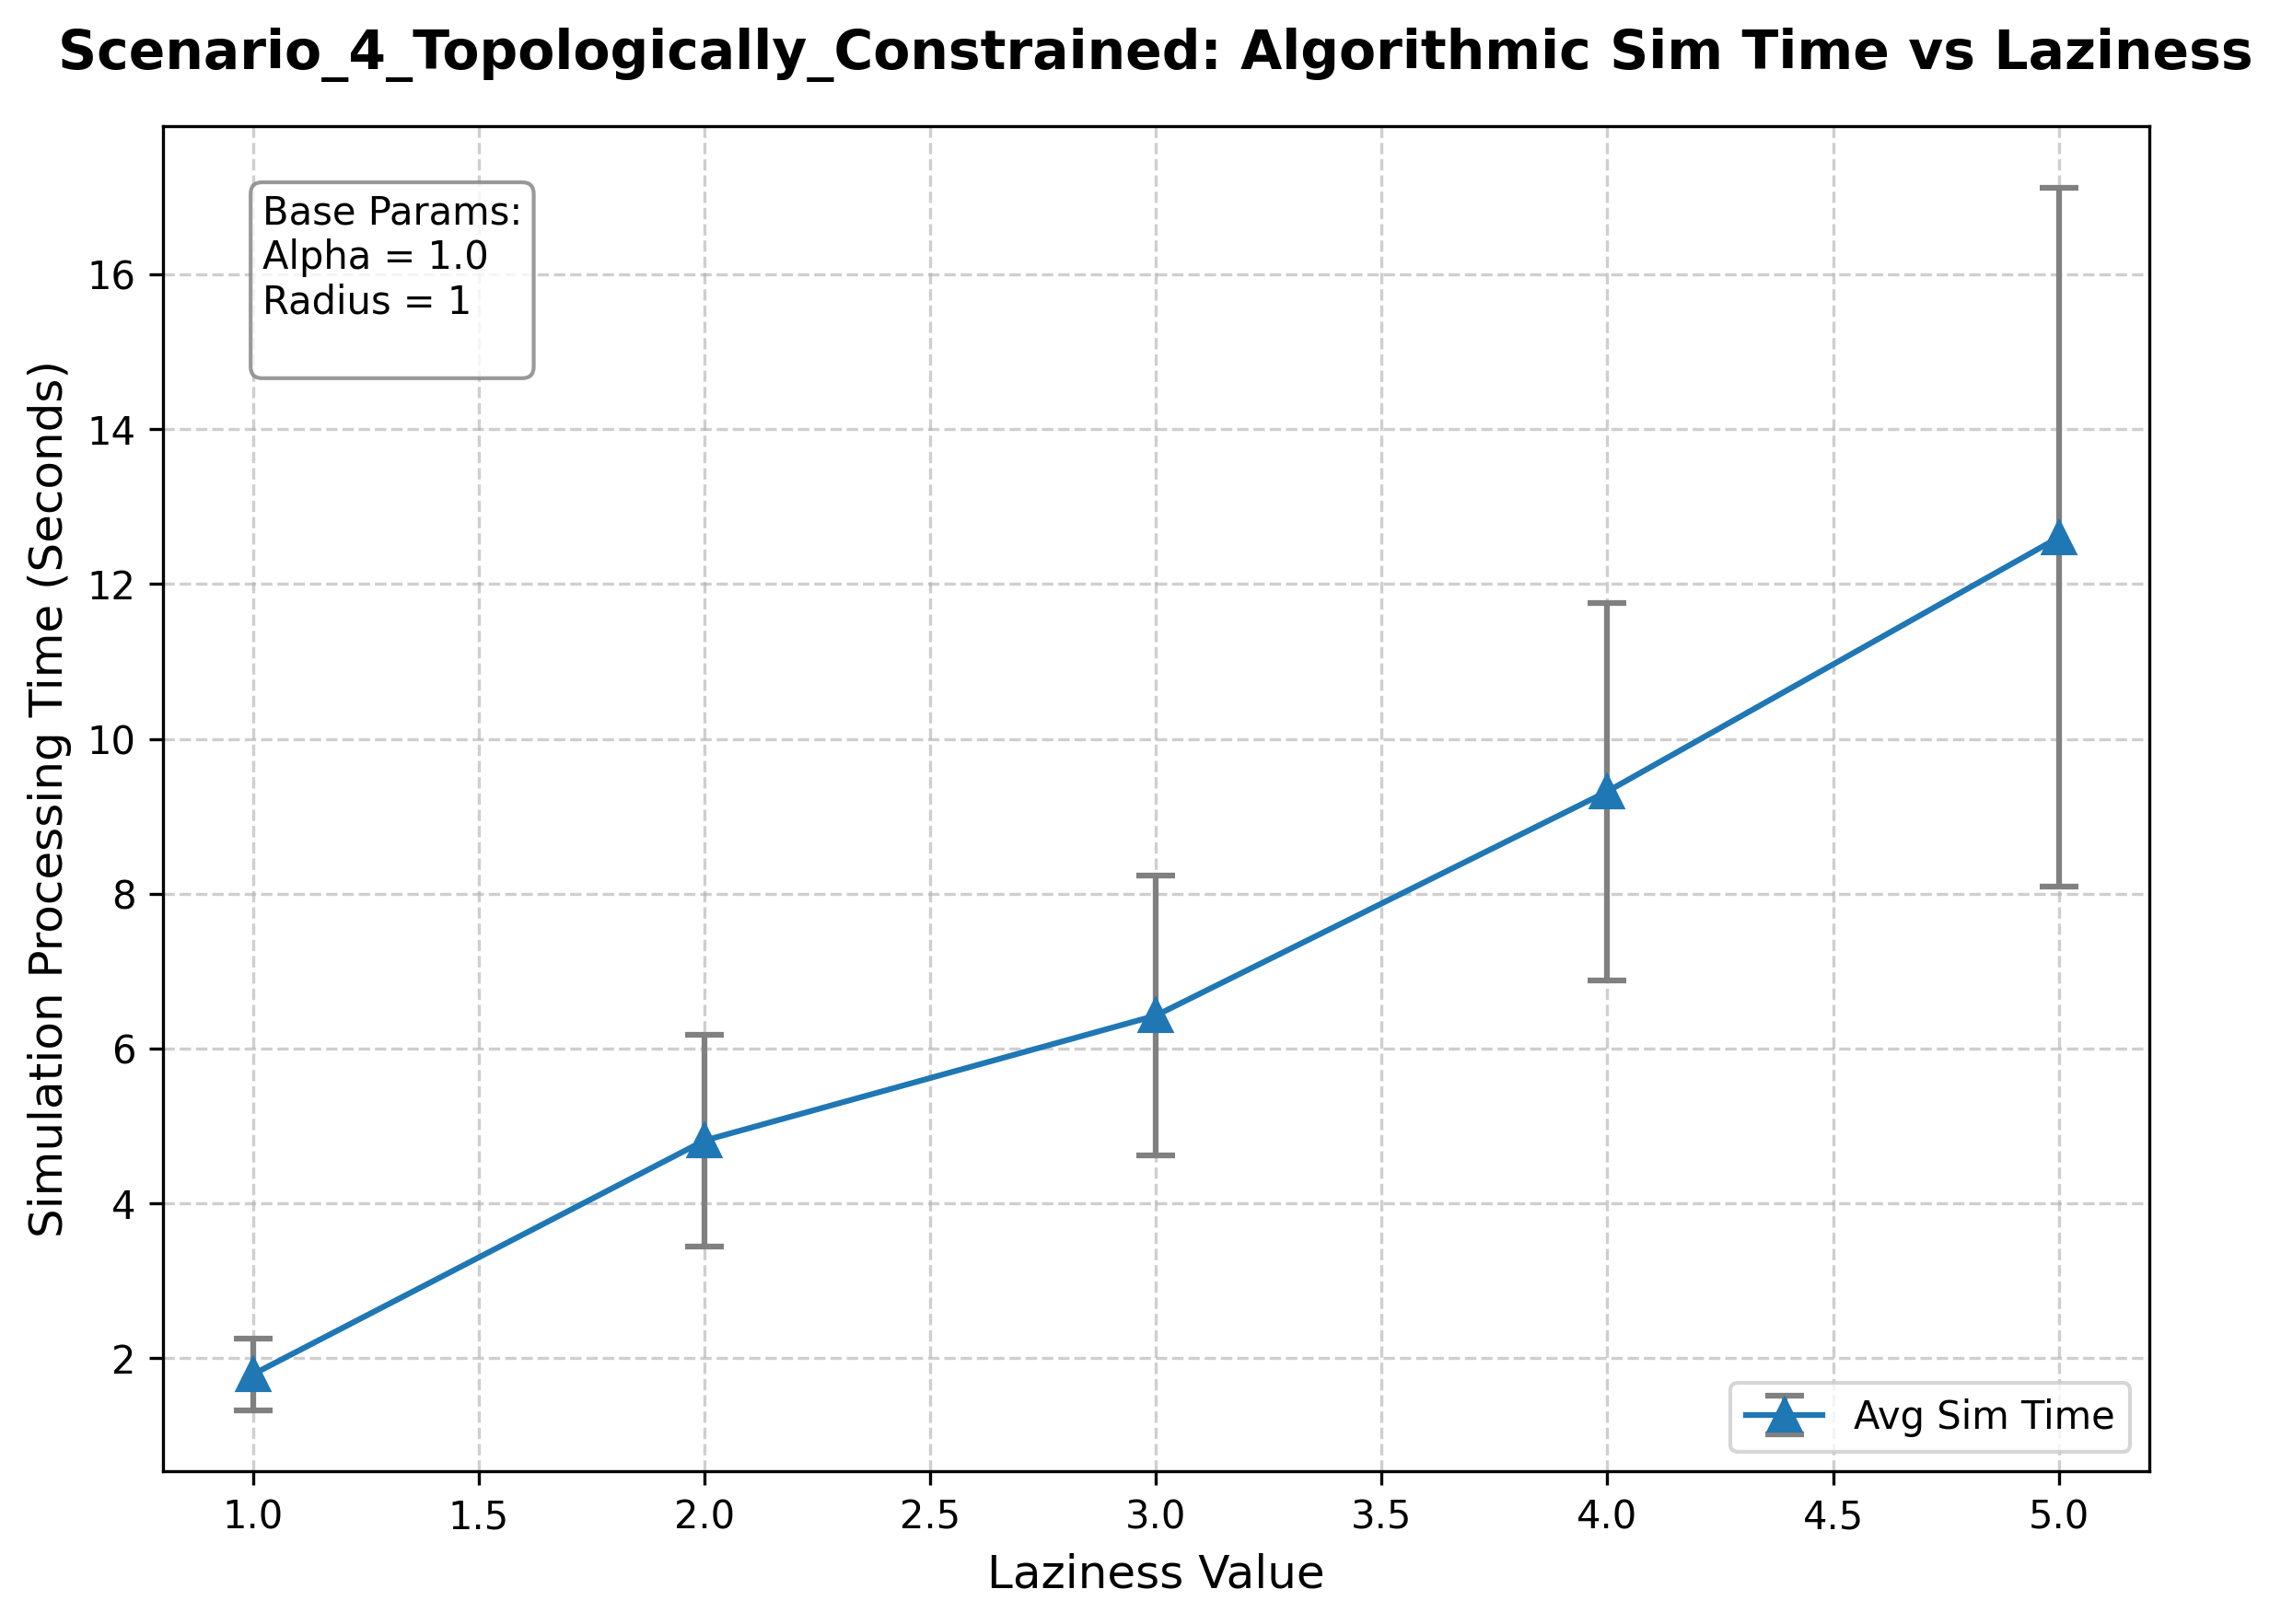 Scenario_4_Topologically_Constrained: Algorithmic Sim Time vs Laziness
Base Params:
Alpha = 1.0
Radius = 1
Simulation Processing Time (Seconds)
16
14
12
10
8
6
4
2
Avg Sim Time
1.0 1.5 2.0 2.5 3.0 3.5 4.0 4.5 5.0
Laziness Value